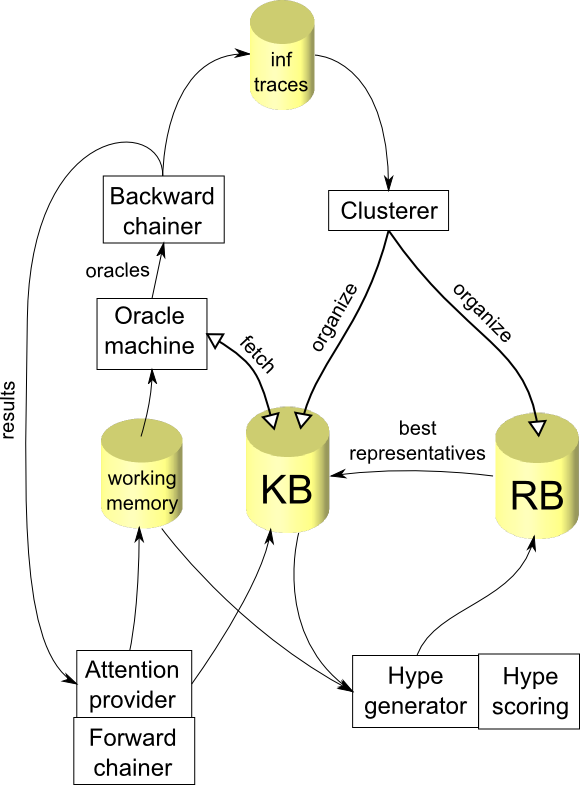 inf
traces
Backward
chainer
Clusterer
oracles
organize
organize
Oracle
machine
fetch
results
best
representatives
working
memory
KB
RB
Attention
provider
Forward
chainer
Hype
generator
Hype
scoring